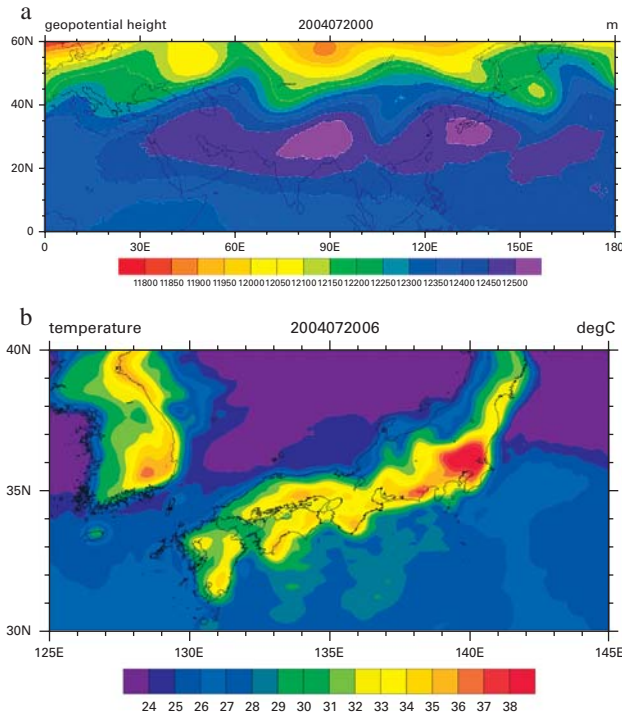 a
geopotential height 2004072000 m
60N
40N
20N
0
0 30E 60E 90E 120E 150E 180
11800 11850 11900 11950 12000 12050 12100 12150 12200 12250 12300 12350 12400 12450 12500
b
temperature 2004072006 degC
40N
35N
30N
125E 130E 135E 140E 145E
24 25 26 27 28 29 30 31 32 33 34 35 36 37 38